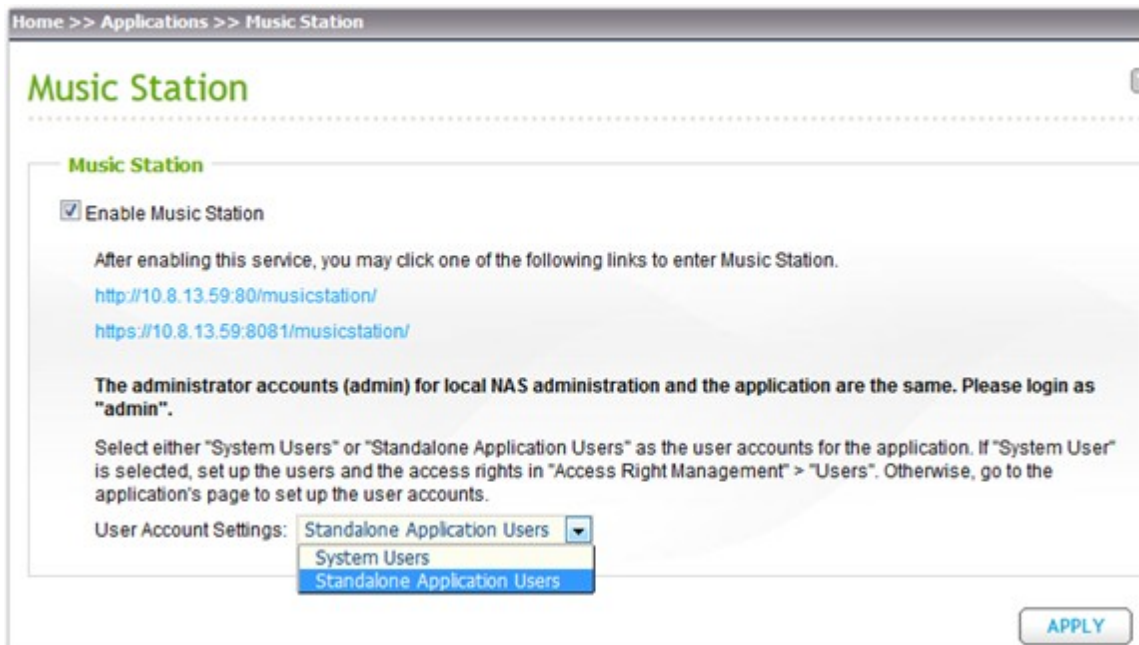 Home >> Applications >> Music Station
Music Station
Music Station
Enable Music Station
After enabling this service, you may click one of the following links to enter Music Station.
http://10.8.13.59:80/musicstation/
https://10.8.13.59:8081/musicstation/
The administrator accounts (admin) for local NAS administration and the application are the same. Please login as
"admin".
Select either "System Users" or "Standalone Application Users" as the user accounts for the application. If "System User"
is selected, set up the users and the access rights in "Access Right Management" > "Users". Otherwise, go to the
application's page to set up the user accounts.
User Account Settings: Standalone Application Users
System Users
Standalone Application Users
APPLY